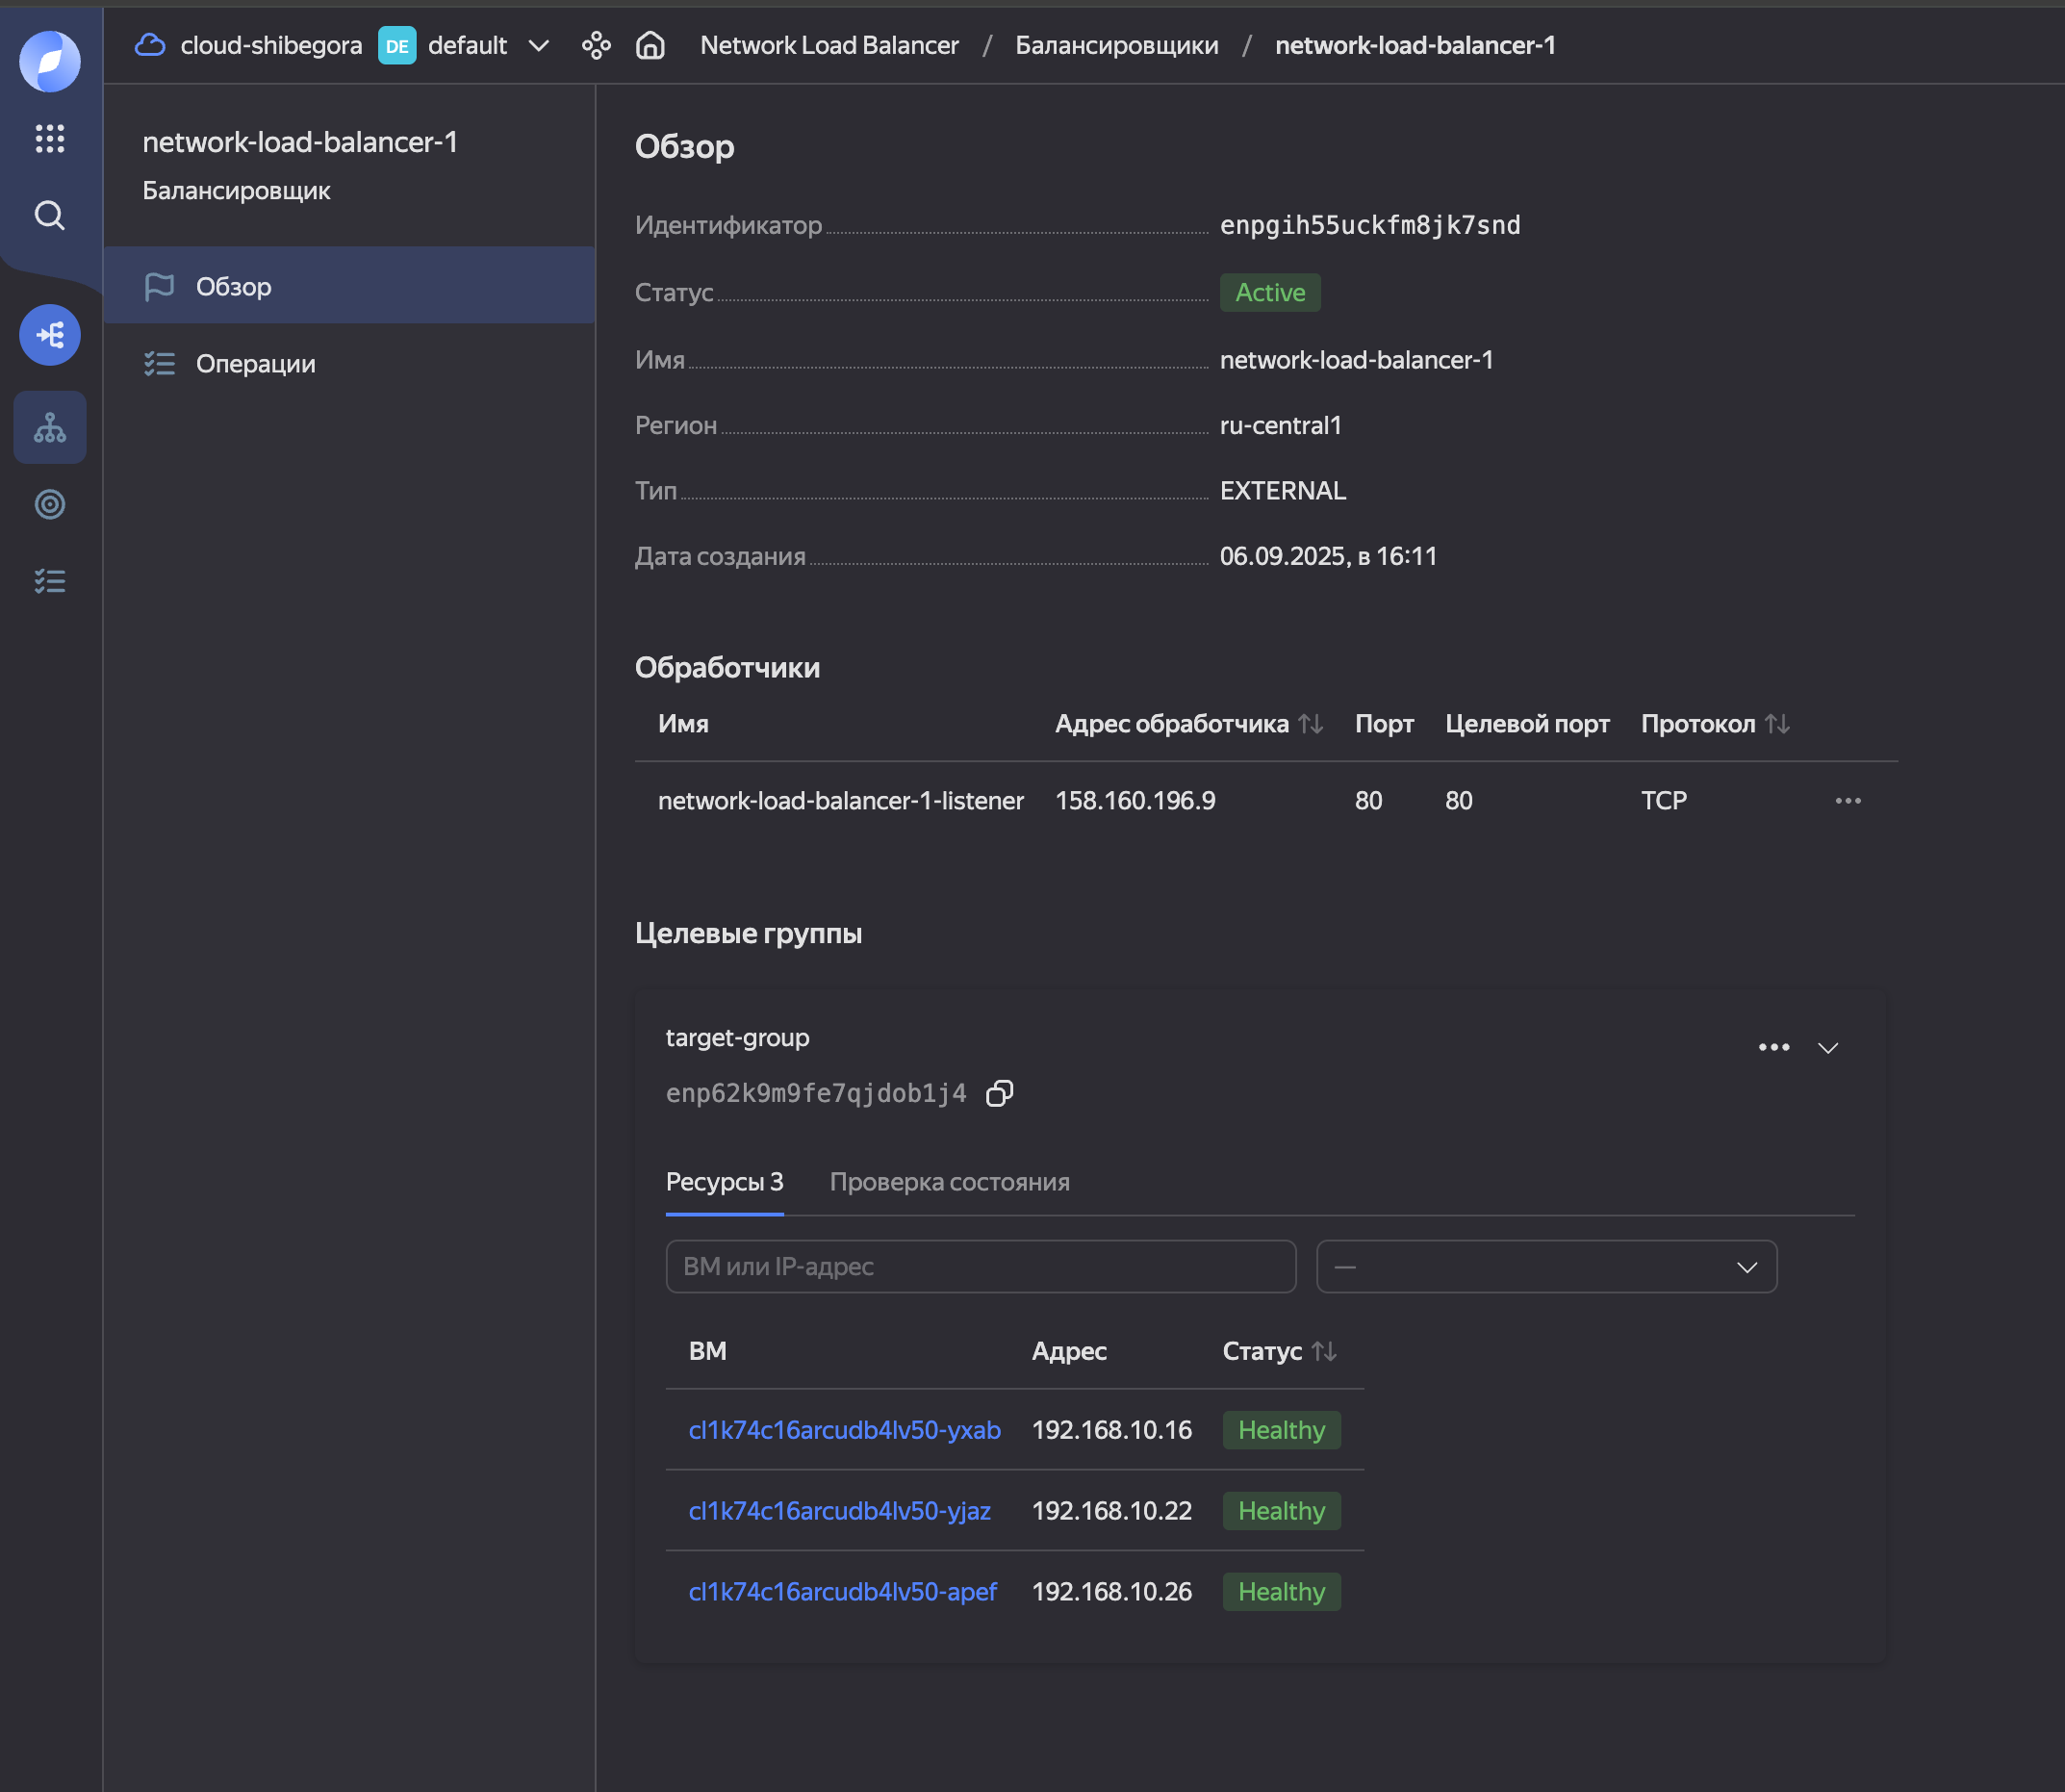 cloud-shibegora DE default Network Load Balancer / Балансировщики / network-load-balancer-1
network-load-balancer-1
Балансировщик
Обзор
Операции
Обзор
Идентификатор enpgih55uckfm8jk7snd
Статус Active
Имя network-load-balancer-1
Регион ru-central1
Тип EXTERNAL
Дата создания 06.09.2025, в 16:11
Обработчики
Имя Адрес обработчика Порт Целевой порт Протокол
network-load-balancer-1-listener 158.160.196.9 80 80 TCP
Целевые группы
target-group
enp62k9m9fe7qjdob1j4
Ресурсы 3 Проверка состояния
ВМ или IP-адрес —
ВМ Адрес Статус
cl1k74c16arcudb4lv50-yxab 192.168.10.16 Healthy
cl1k74c16arcudb4lv50-yjaz 192.168.10.22 Healthy
cl1k74c16arcudb4lv50-apef 192.168.10.26 Healthy